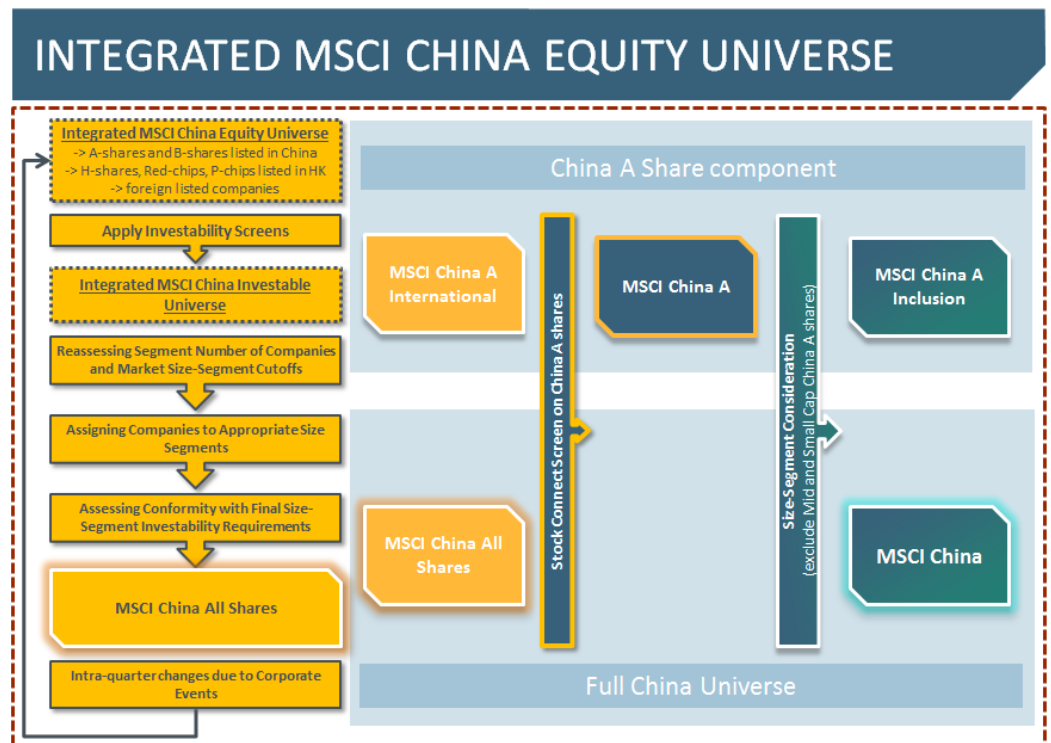 INTEGRATED MSCI CHINA EQUITY UNIVERSE
Integrated MSCI China Equity Universe
-> A-shares and B-shares listed in China
-> H-shares, Red-chips, P-chips listed in HK
-> foreign listed companies
Apply Investability Screens
Integrated MSCI China Investable
Universe
Reassessing Segment Number of Companies
and Market Size-Segment Cutoffs
Assigning Companies to Appropriate Size
Segments
Assessing Conformity with Final Size-
Segment Investability Requirements
MSCI China All Shares
Intra-quarter changes due to Corporate
Events
China A Share component
MSCI China A
International
Stock Connect Screen on China A shares
MSCI China A
Size-Segment Consideration
(exclude Mid and Small Cap China A shares)
MSCI China A
Inclusion
MSCI China All
Shares
MSCI China
Full China Universe